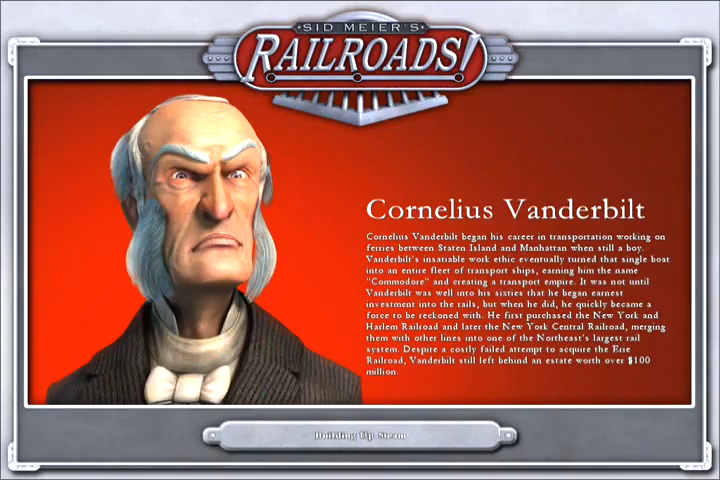 SID MEIER'S
RAILROADS!
Cornelius Vanderbilt
Cornelius Vanderbilt began his career in transportation working on
ferries between Staten Island and Manhattan when still a boy.
Vanderbilt's insatiable work ethic eventually turned that single boat
into an entire fleet of transport ships, earning him the name
"Commodore" and creating a transport empire. It was not until
Vanderbilt was well into his sixties that he began earnest
investment into the rails, but when he did, he quickly became a
force to be reckoned with. He first purchased the New York and
Harlem Railroad and later the New York Central Railroad, merging
them with other lines into one of the Northeast's largest rail
system. Despite a costly failed attempt to acquire the Erie
Railroad, Vanderbilt still left behind an estate worth over $100
million.
Building Up Steam